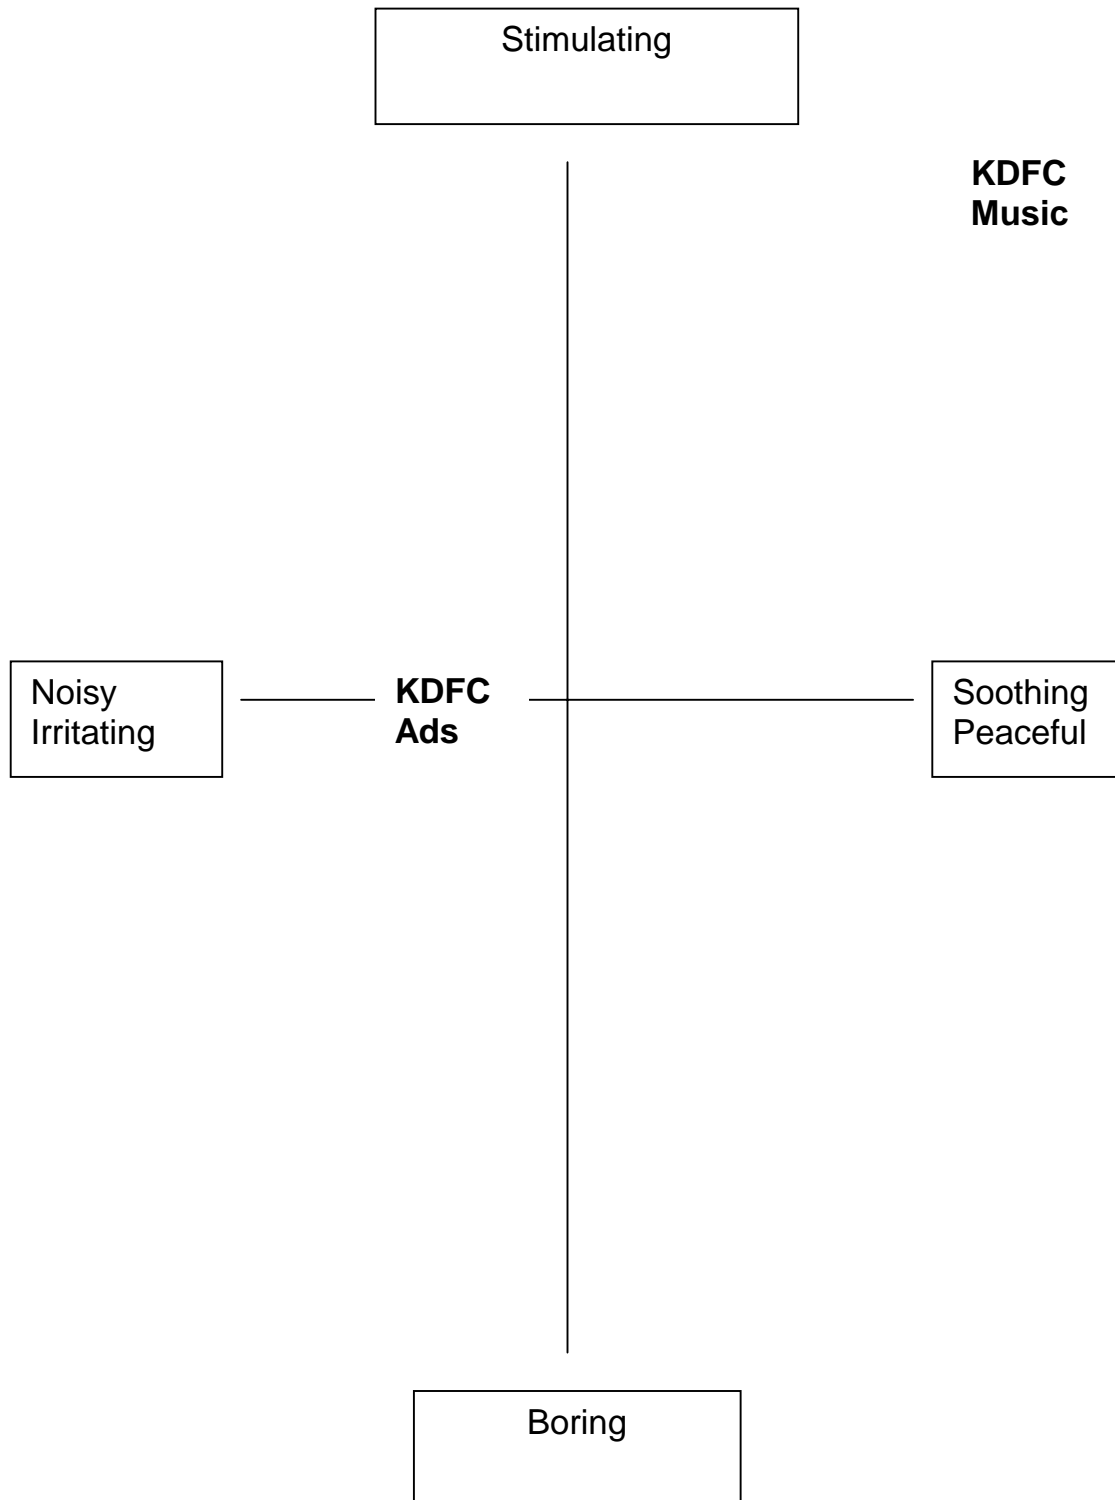 Stimulating
KDFC
Music
Noisy
Irritating
KDFC
Ads
Soothing
Peaceful
Boring